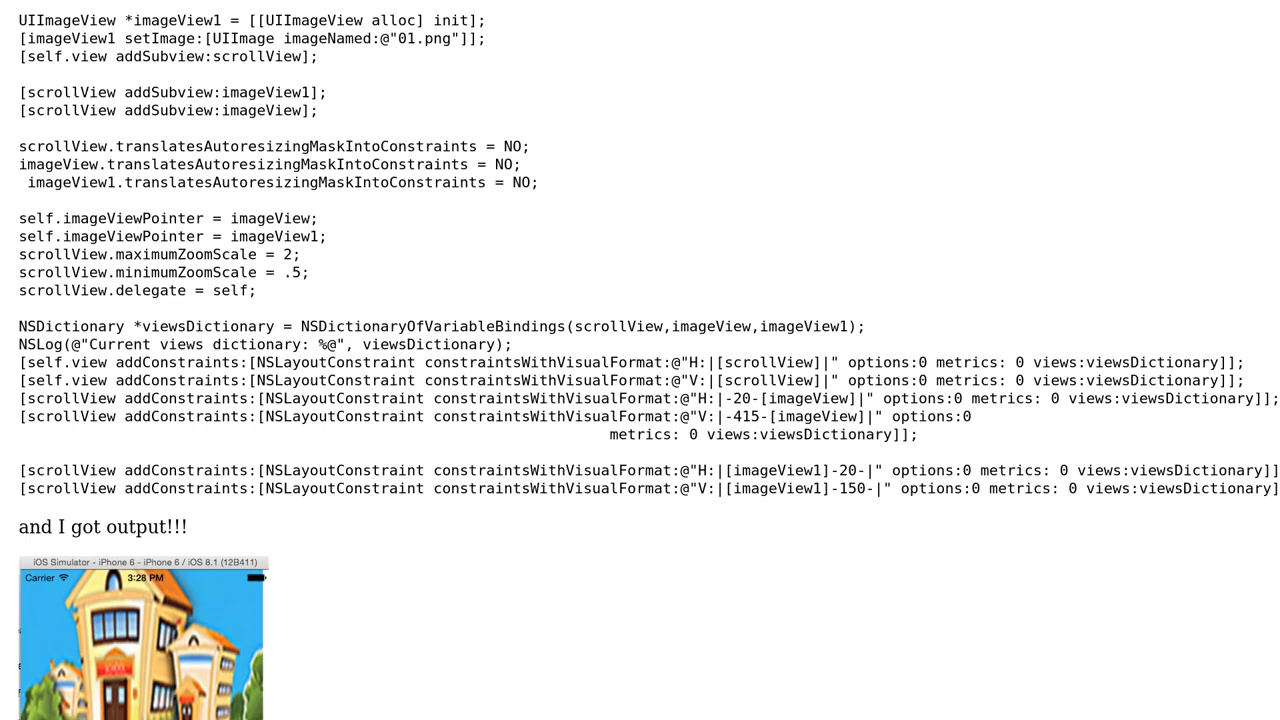 UIImageView *imageView1 = [[UIImageView alloc] init];
[imageView1 setImage:[UIImage imageNamed:@"01.png"]];
[self.view addSubview:scrollView];

[scrollView addSubview:imageView1];
[scrollView addSubview:imageView];

scrollView.translatesAutoresizingMaskIntoConstraints = NO;
imageView.translatesAutoresizingMaskIntoConstraints = NO;
 imageView1.translatesAutoresizingMaskIntoConstraints = NO;

self.imageViewPointer = imageView;
self.imageViewPointer = imageView1;
scrollView.maximumZoomScale = 2;
scrollView.minimumZoomScale = .5;
scrollView.delegate = self;

NSDictionary *viewsDictionary = NSDictionaryOfVariableBindings(scrollView,imageView,imageView1);
NSLog(@"Current views dictionary: %@", viewsDictionary);
[self.view addConstraints:[NSLayoutConstraint constraintsWithVisualFormat:@"H:|[scrollView]|" options:0 metrics: 0 views:viewsDictionary]];
[self.view addConstraints:[NSLayoutConstraint constraintsWithVisualFormat:@"V:|[scrollView]|" options:0 metrics: 0 views:viewsDictionary]];
[scrollView addConstraints:[NSLayoutConstraint constraintsWithVisualFormat:@"H:|-20-[imageView]|" options:0 metrics: 0 views:viewsDictionary]];
[scrollView addConstraints:[NSLayoutConstraint constraintsWithVisualFormat:@"V:|-415-[imageView]|" options:0
metrics: 0 views:viewsDictionary]];

[scrollView addConstraints:[NSLayoutConstraint constraintsWithVisualFormat:@"H:|[imageView1]-20-|" options:0 metrics: 0 views:viewsDictionary]]
[scrollView addConstraints:[NSLayoutConstraint constraintsWithVisualFormat:@"V:|[imageView1]-150-|" options:0 metrics: 0 views:viewsDictionary]

and I got output!!!
iOS Simulator - iPhone 6 - iPhone 6 / iOS 8.1 (12B411)
Carrier 3:28 PM